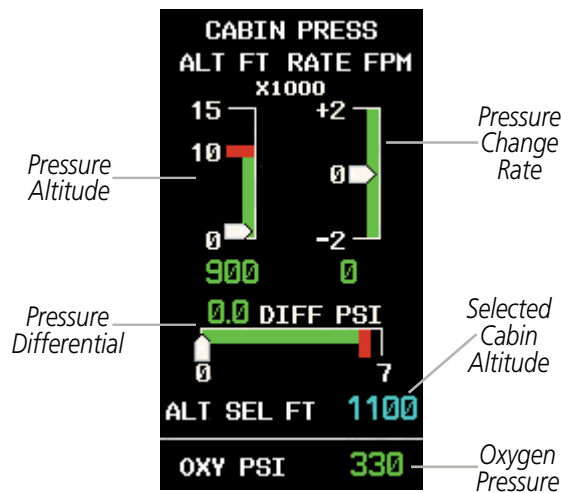 CABIN PRESS
ALT FT RATE FPM
X1000
15
+2
10
0
0
-2
900
0
0.0 DIFF PSI
0
7
ALT SEL FT 1100
OXY PSI 330
Pressure
Altitude
Pressure
Change
Rate
Pressure
Differential
Selected
Cabin
Altitude
Oxygen
Pressure